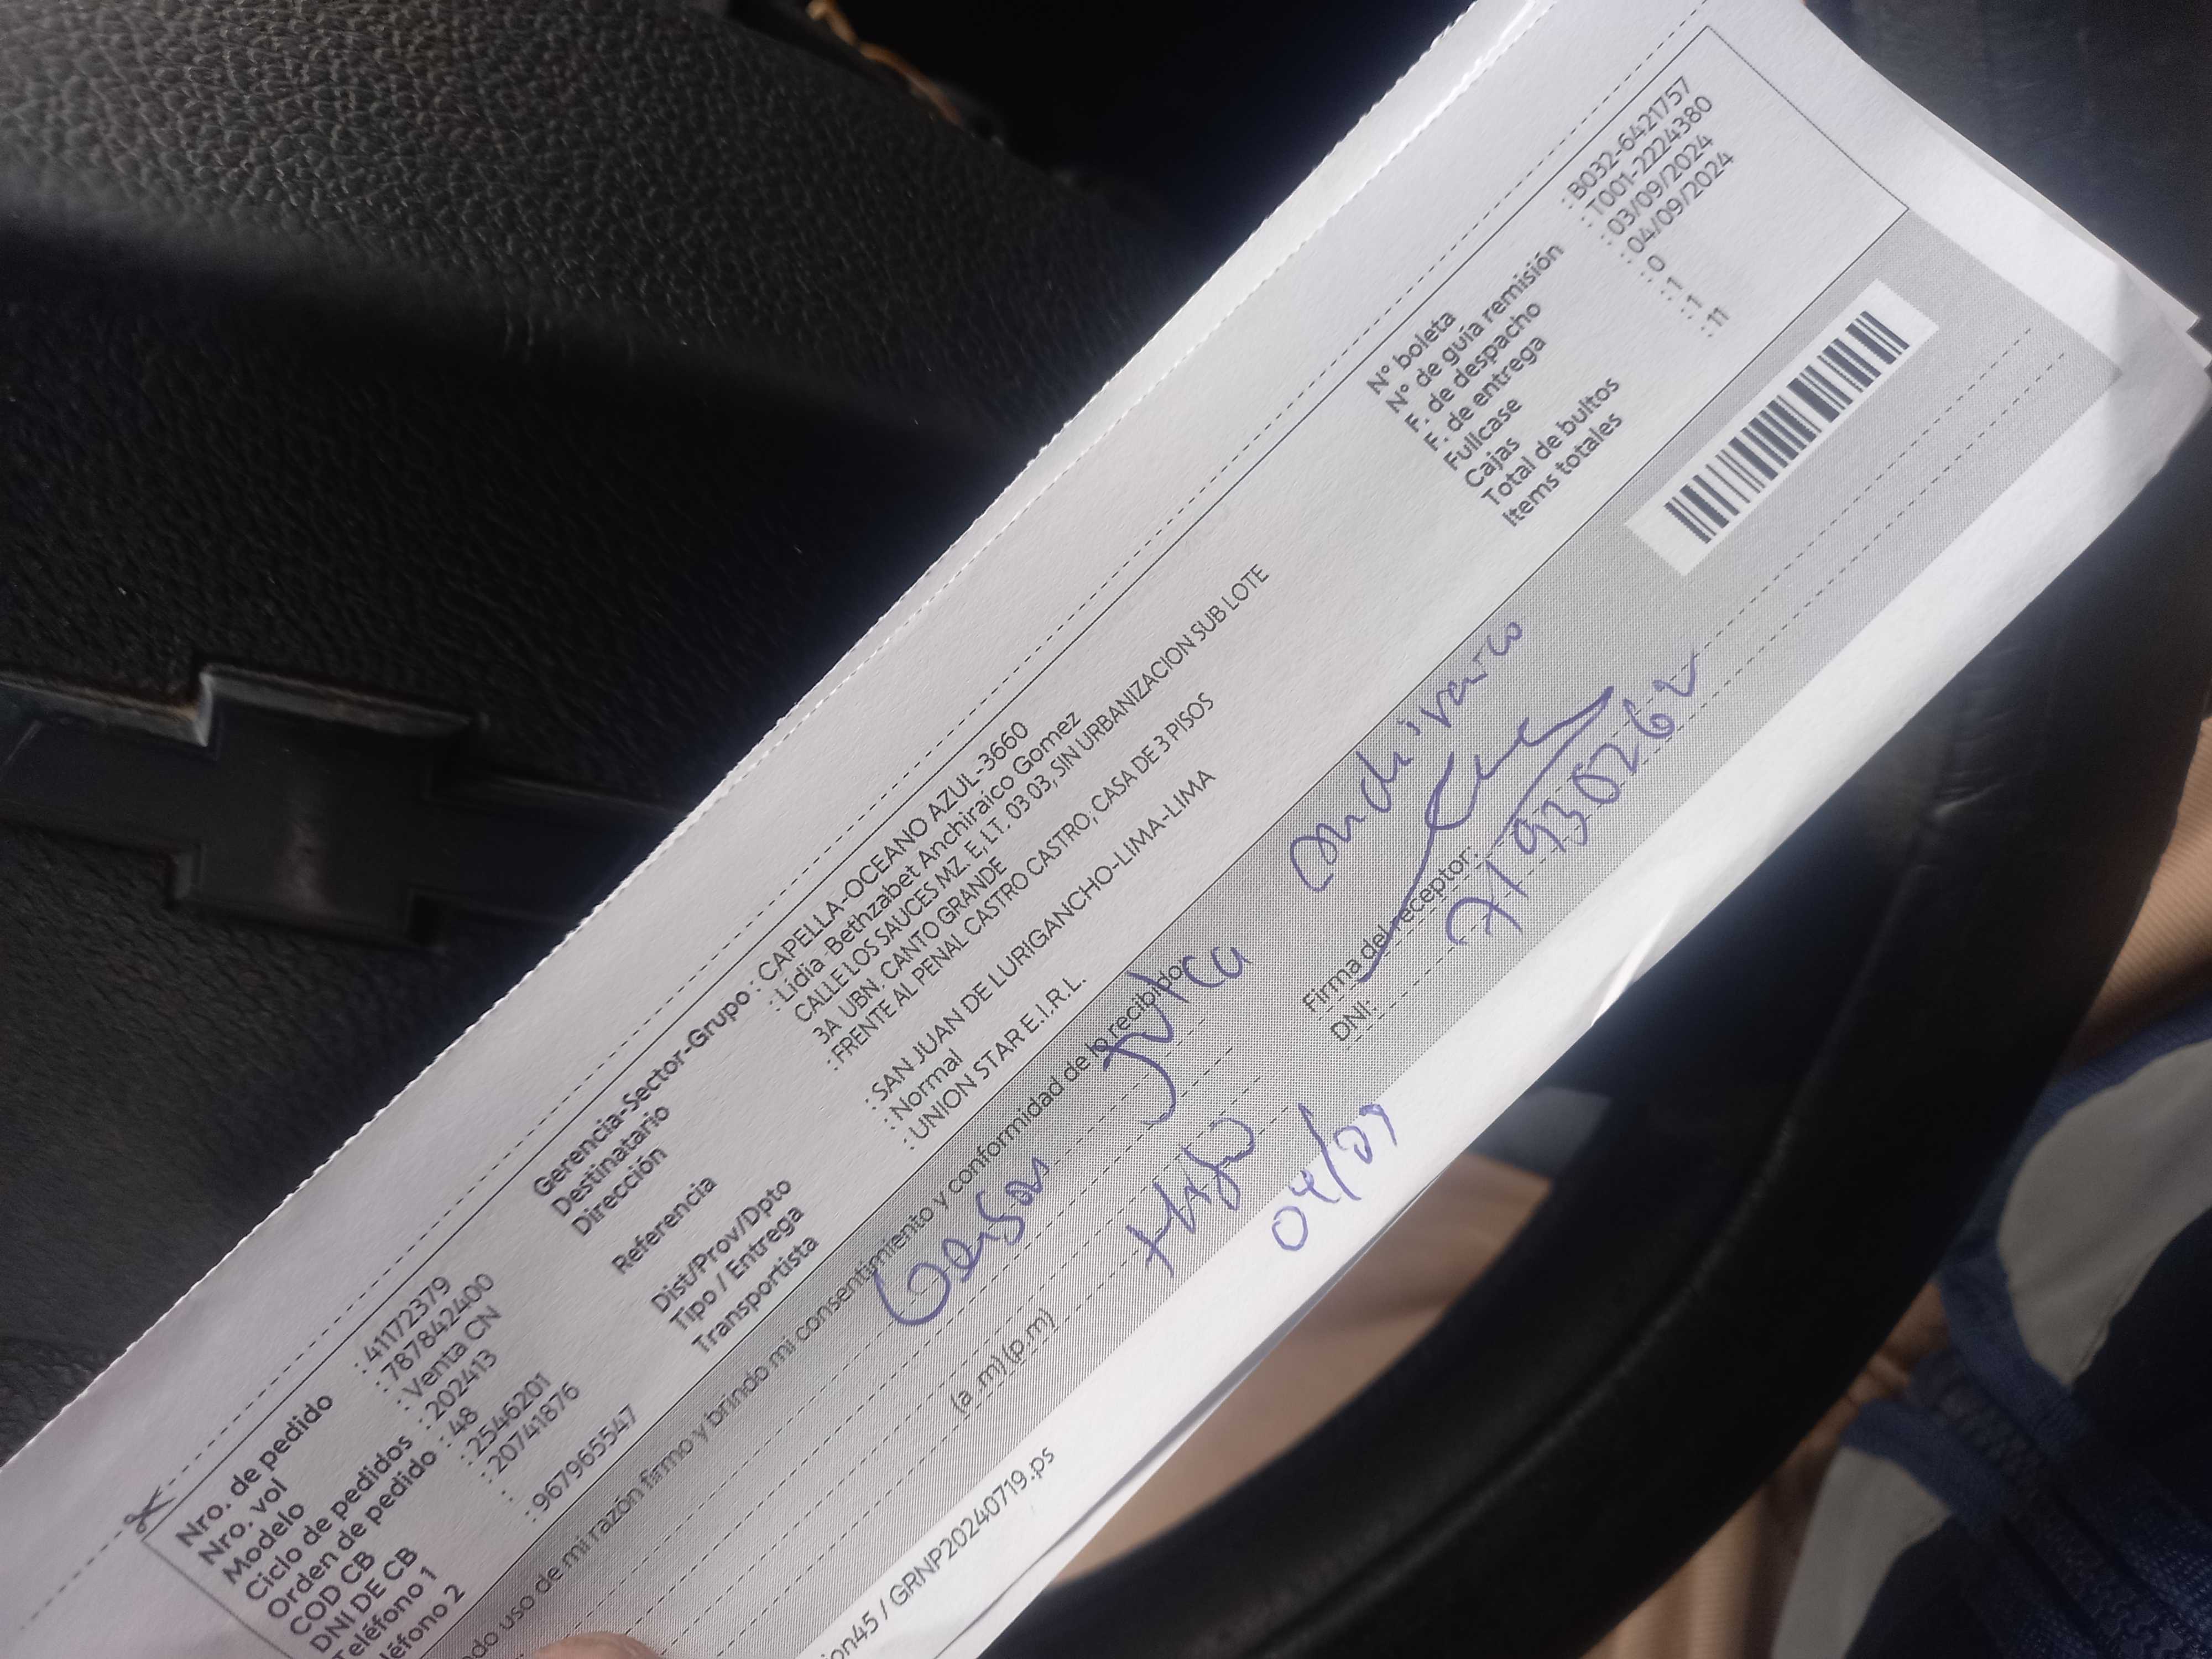 Nro. de pedido : 41172379
Nro. vol : 787842400
Modelo : Venta CN
Ciclo de pedidos : 202413
Orden de pedido : 48
COD CB : 2546201
DNI DE CB : 20741876
Teléfono 1 :
léfono 2 : 967965547
Gerencia-Sector-Grupo : CAPELLA-OCEANO AZUL-3660
Destinatario : Lidia Bethzabet Anchiraico Gomez
Dirección CALLE LOS SAUCES MZ. E, LT. 03 03, SIN URBANIZACION SUB LOTE
3A UBN. CANTO GRANDE
Referencia : FRENTE AL PENAL CASTRO CASTRO, CASA DE 3 PISOS
Dist/Prov/Dpto : SAN JUAN DE LURIGANCHO-LIMA-LIMA
Tipo / Entrega : Normal
Transportista : UNION STAR E.I.R.L.
N° boleta : B032-6421757
N° de guía remisión : T001-2224380
F. de despacho : 03/09/2024
F. de entrega : 04/09/2024
Fullcase : 0
Cajas : 1
Total de bultos : 1
Items totales : 11
ndo uso de mi razón firmo y brindo mi consentimiento y conformidad de lo recibido
Firma del receptor:
Hijo
(a .m) (p.m)
04/09
DNI: 71930262
ion45 / GRNP20240719.ps